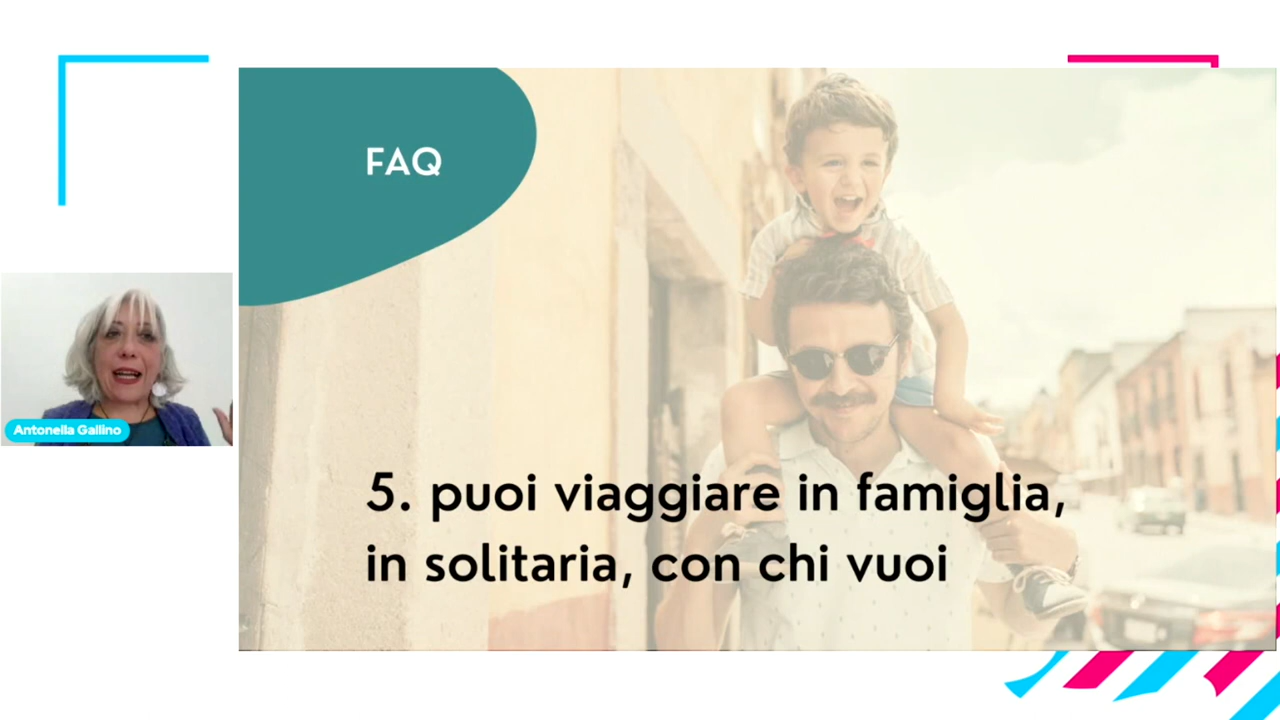 FAQ
Antonella Gallino
5. puoi viaggiare in famiglia,
in solitaria, con chi vuoi